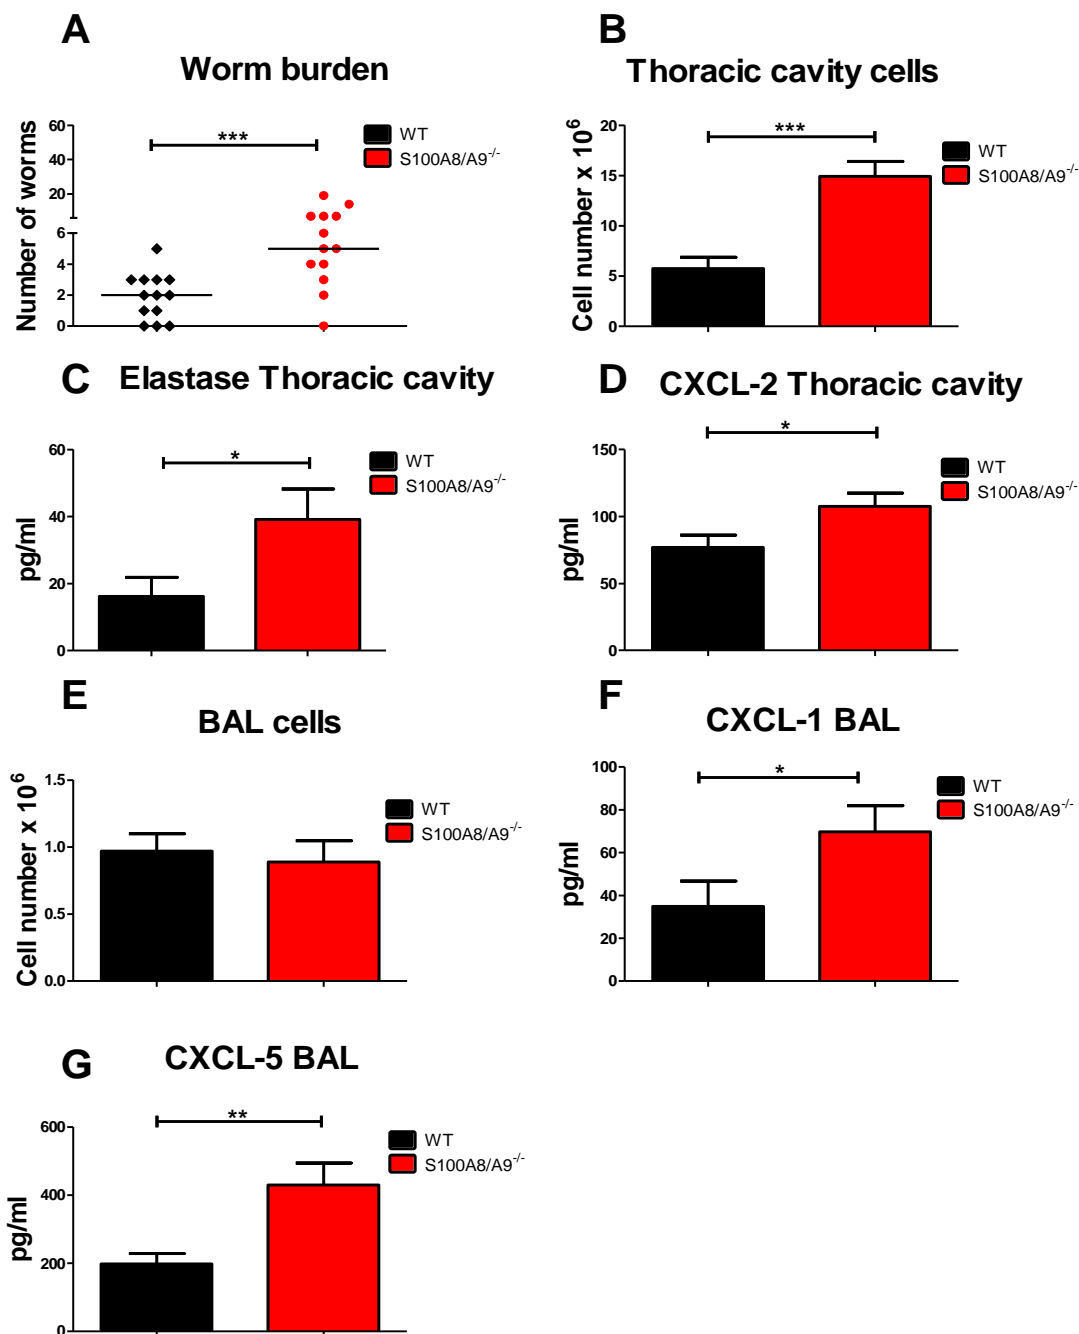 A
Worm burden
Number of worms
60
40
20
6
4
2
0
***
WT
S100A8/A9-/-
B
Thoracic cavity cells
Cell number x 10^6
20
15
10
5
0
***
WT
S100A8/A9-/-
C
Elastase Thoracic cavity
pg/ml
60
40
20
0
*
WT
S100A8/A9-/-
D
CXCL-2 Thoracic cavity
pg/ml
150
100
50
0
*
WT
S100A8/A9-/-
E
BAL cells
Cell number x 10^6
1.5
1.0
0.5
0.0
WT
S100A8/A9-/-
F
CXCL-1 BAL
pg/ml
100
80
60
40
20
0
*
WT
S100A8/A9-/-
G
CXCL-5 BAL
pg/ml
600
400
200
0
**
WT
S100A8/A9-/-